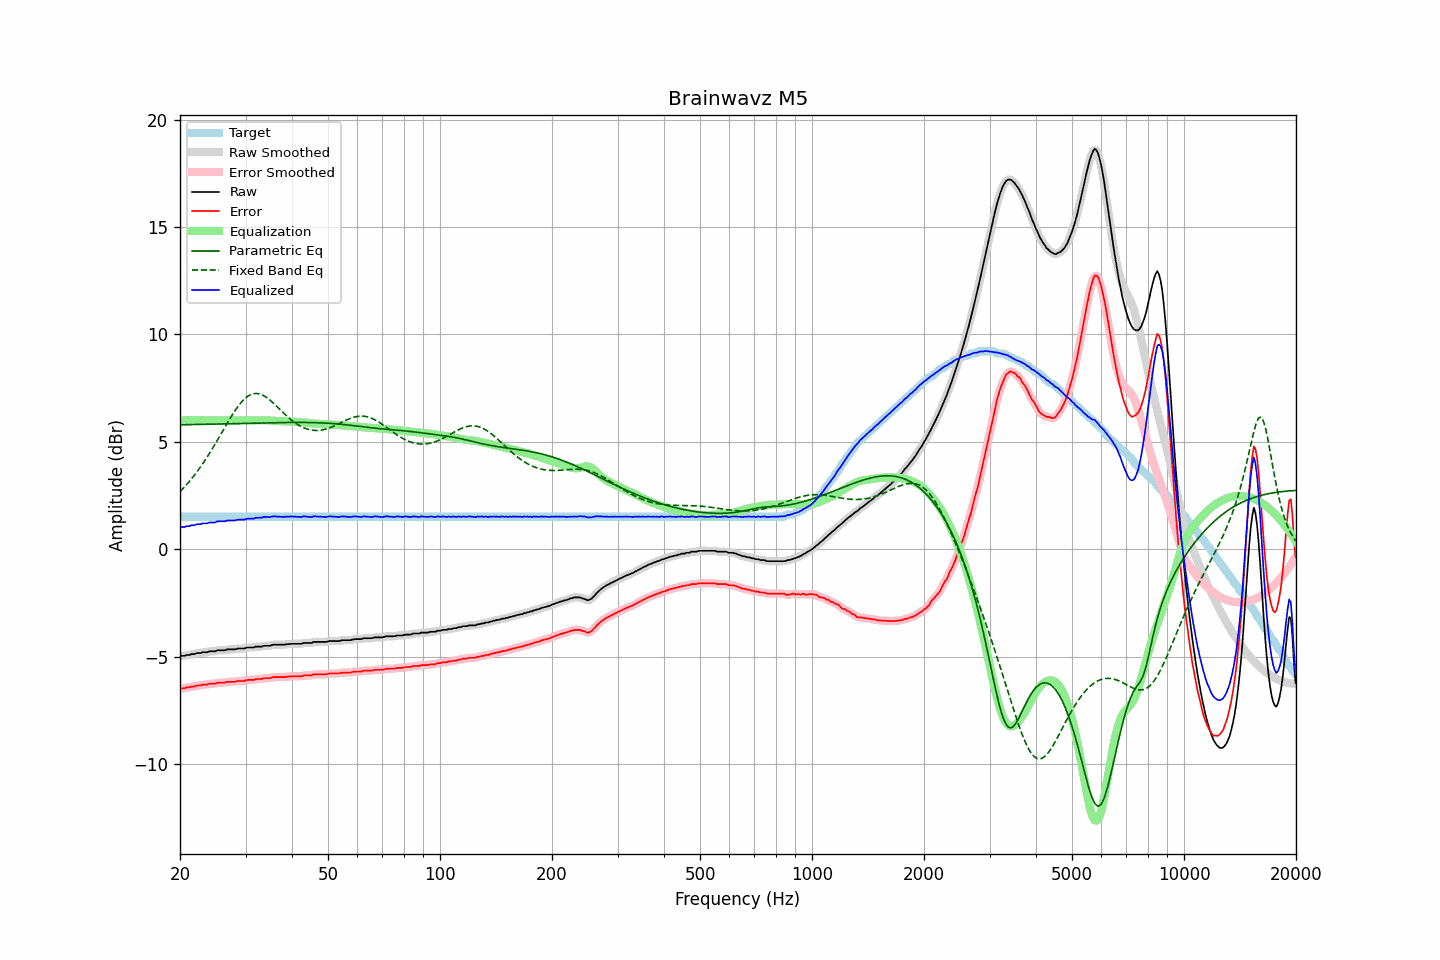 Brainwavz M5
Amplitude (dBr)
20
15
10
5
0
−5
−10
Target
Raw Smoothed
Error Smoothed
Raw
Error
Equalization
Parametric Eq
Fixed Band Eq
Equalized
20 50 100 200 500 1000 2000 5000 10000 20000
Frequency (Hz)